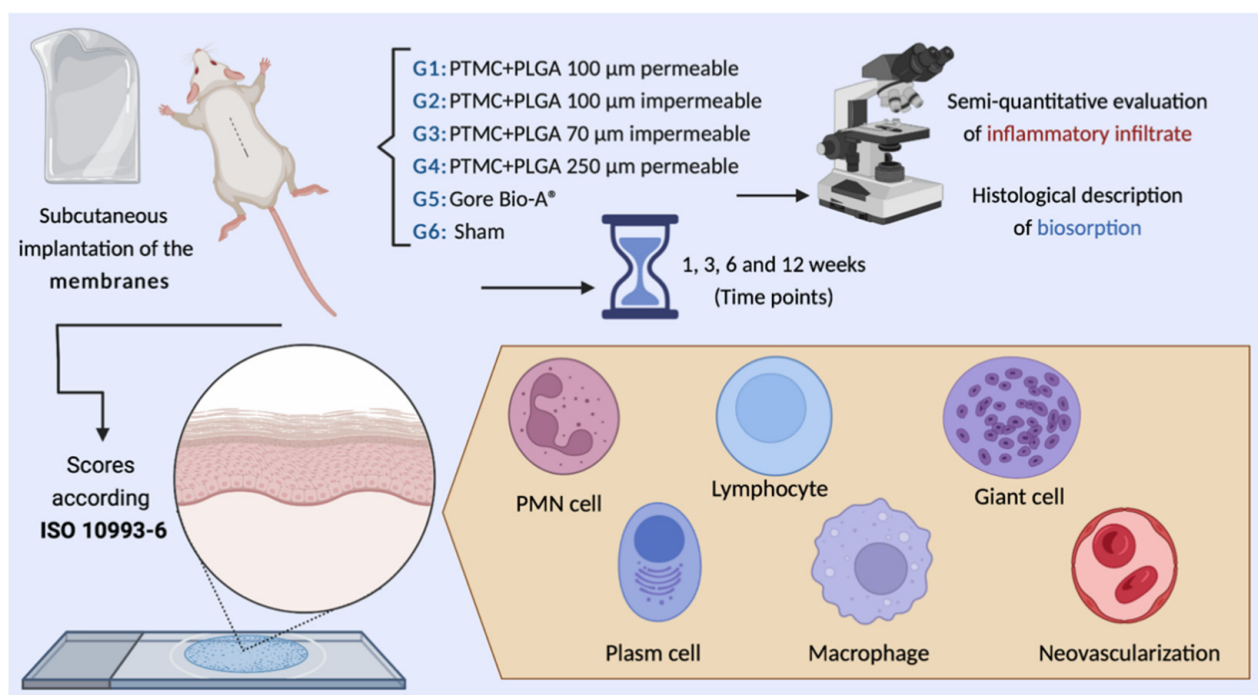 G1: PTMC+PLGA 100 µm permeable
G2: PTMC+PLGA 100 µm impermeable
G3: PTMC+PLGA 70 µm impermeable
G4: PTMC+PLGA 250 µm permeable
G5: Gore Bio-A®
G6: Sham
Semi-quantitative evaluation
of inflammatory infiltrate
Histological description
of biosorption
Subcutaneous
implantation of the
membranes
1, 3, 6 and 12 weeks
(Time points)
Scores
according
ISO 10993-6
PMN cell
Lymphocyte
Giant cell
Plasm cell
Macrophage
Neovascularization